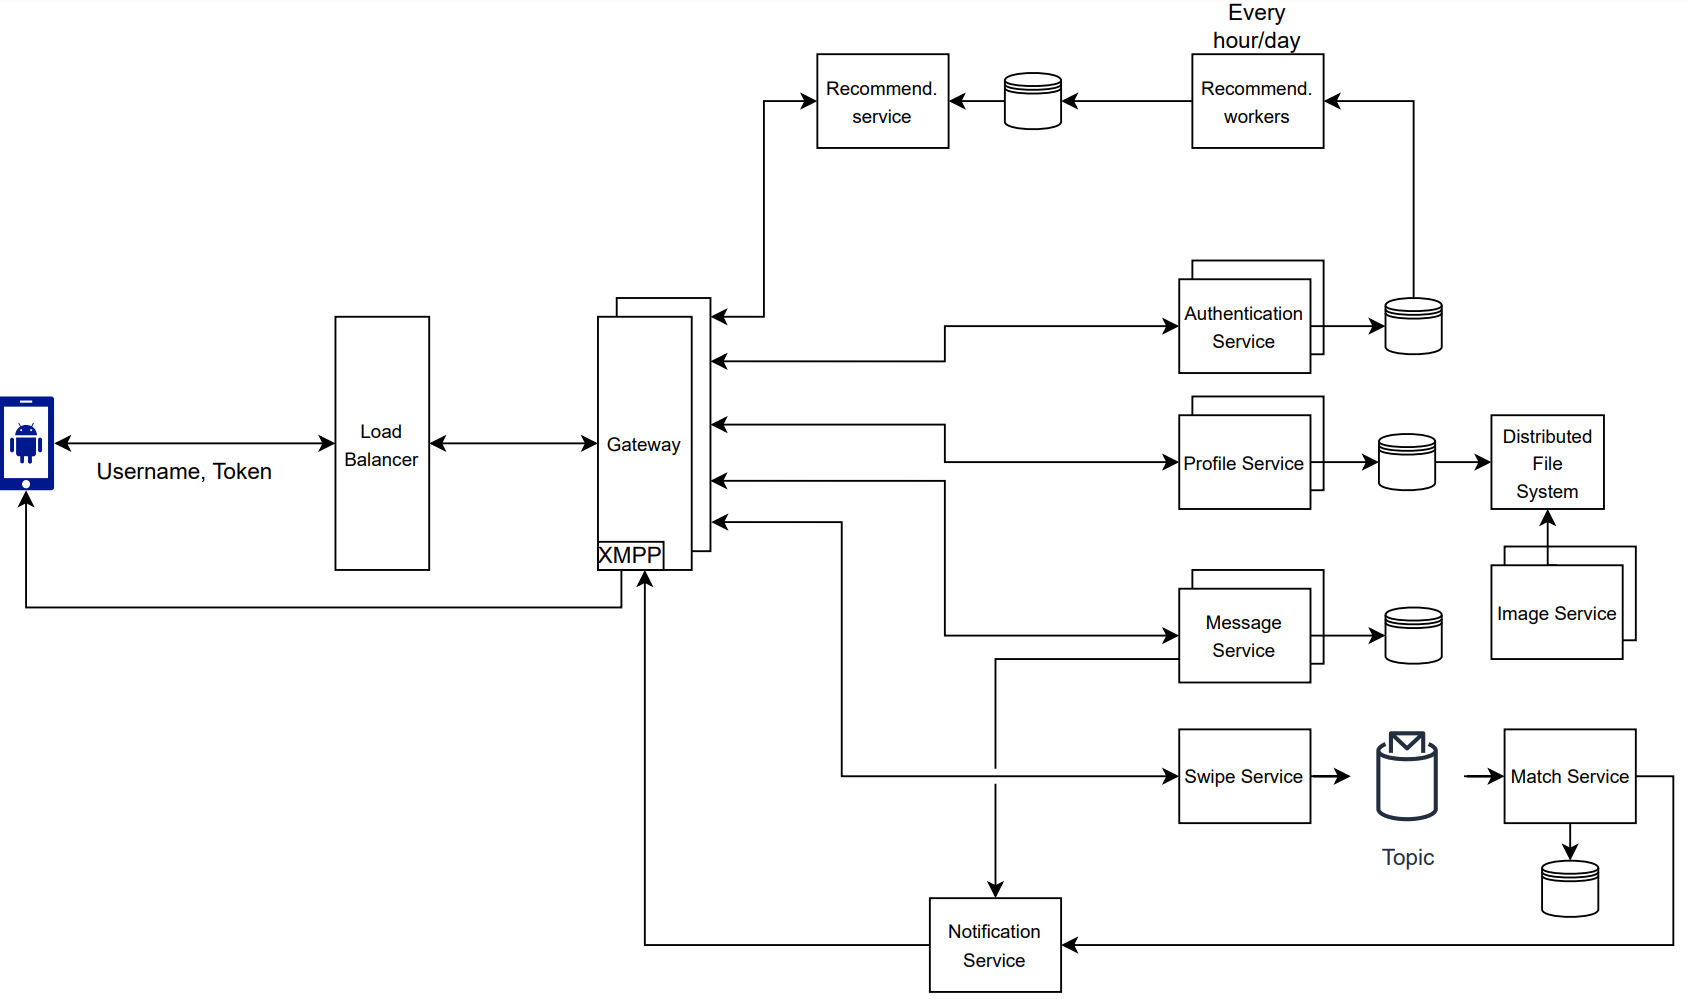 Every
hour/day
Recommend.
service
Recommend.
workers
Authentication
Service
Load
Balancer
Username, Token
Gateway
XMPP
Profile Service
Distributed
File
System
Image Service
Message
Service
Swipe Service
Topic
Match Service
Notification
Service